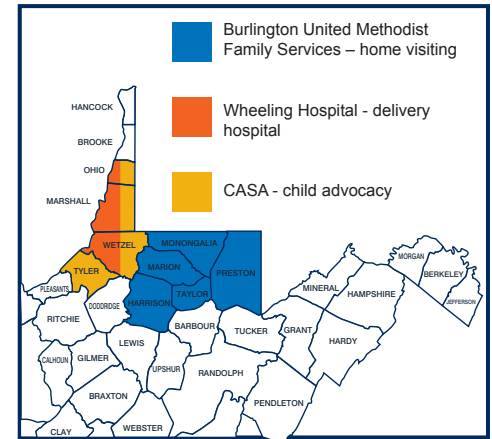 Burlington United Methodist
Family Services – home visiting
Wheeling Hospital - delivery
hospital
CASA - child advocacy
HANCOCK
BROOKE
OHIO
MARSHALL
WETZEL
MONONGALIA
TYLER
MARION
PRESTON
PLEASANTS
DODDRIDGE
HARRISON
TAYLOR
RITCHIE
BARBOUR
TUCKER
GRANT
MINERAL
HAMPSHIRE
MORGAN
BERKELEY
JEFFERSON
HARDY
CALHOUN
GILMER
LEWIS
UPSHUR
RANDOLPH
PENDLETON
BRAXTON
WEBSTER
CLAY